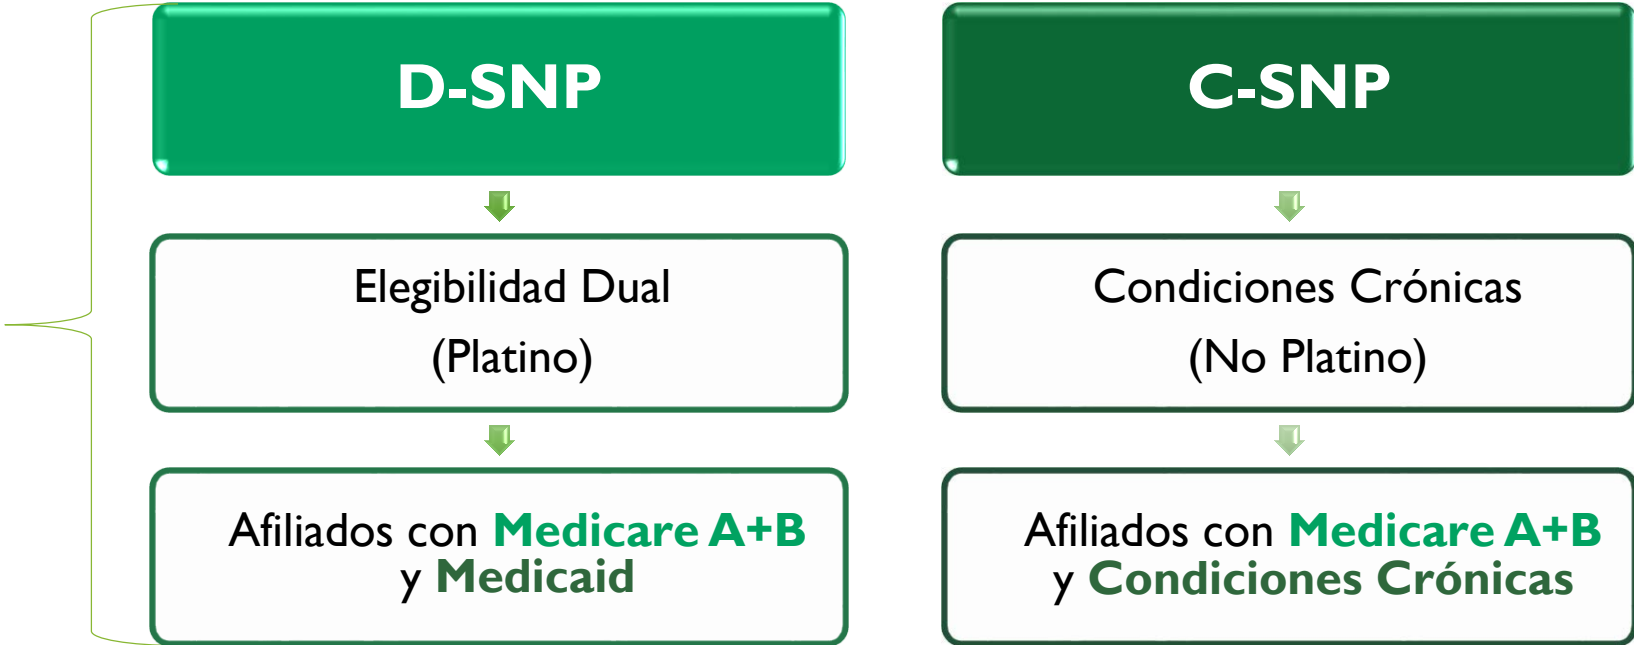 D-SNP
Elegibilidad Dual
(Platino)
Afiliados con Medicare A+B
y Medicaid
C-SNP
Condiciones Crónicas
(No Platino)
Afiliados con Medicare A+B
y Condiciones Crónicas